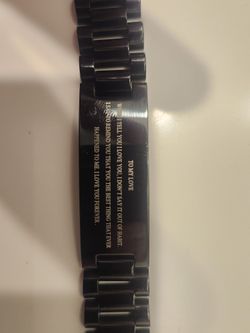 TO MY LOVE
I TELL YOU I LOVE YOU, I DON'T SAY IT OUT OF HABIT.
REMIND YOU THAT YOU THE BEST THING THAT EVER
HAPPENED TO ME. I LOVE YOU FOREVER.